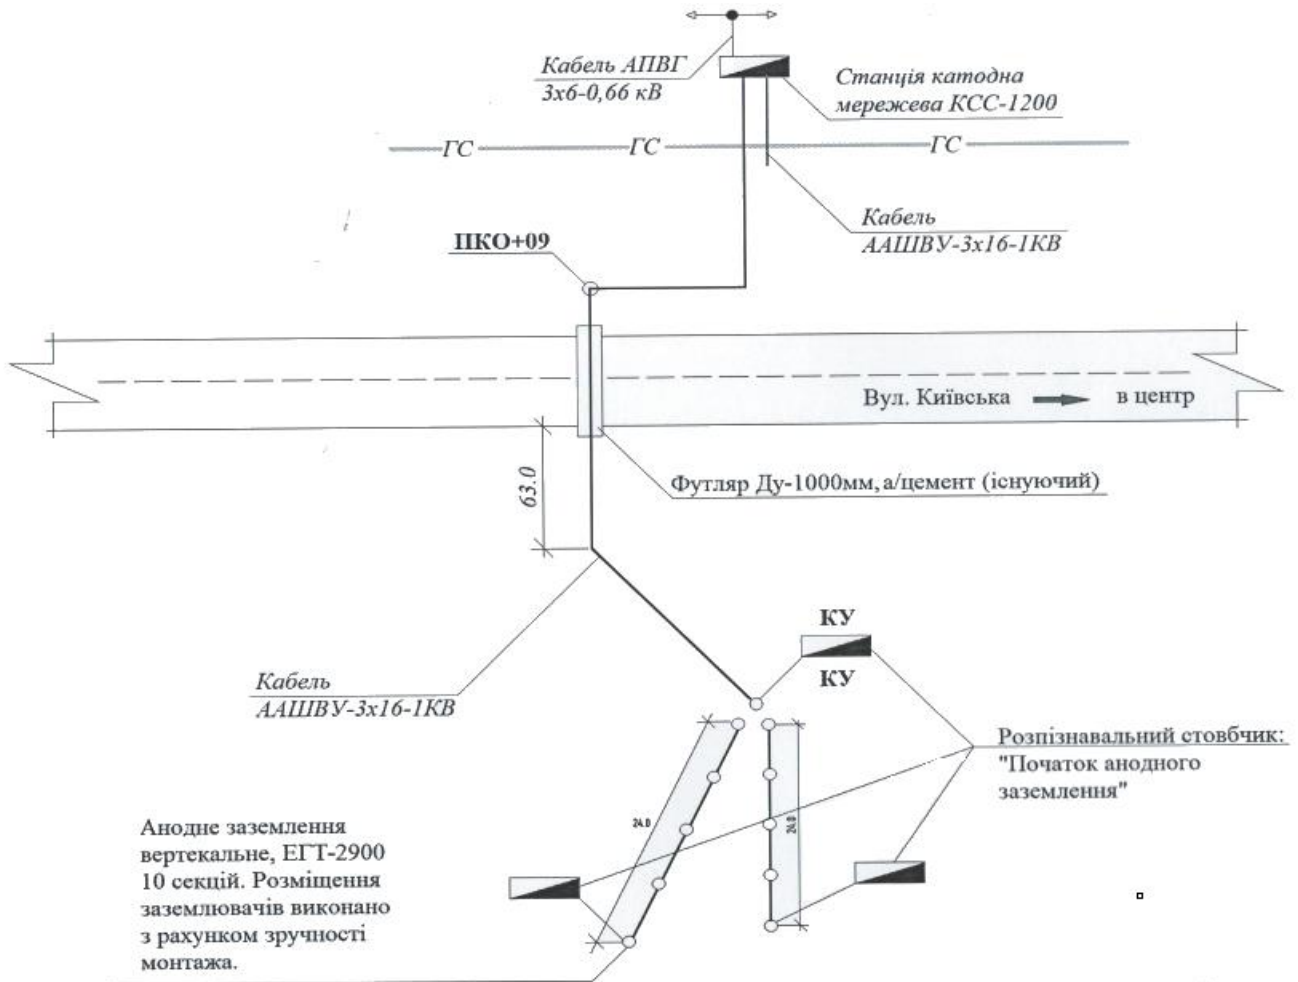 Кабель АПВГ
3х6-0,66 кВ
Станція катодна
мережева КСС-1200
ГС
ГС
ГС
Кабель
ААШВУ-3х16-1КВ
ПКО+09
Вул. Київська
в центр
63.0
Футляр Ду-1000мм, а/цемент (існуючий)
КУ
КУ
Кабель
ААШВУ-3х16-1КВ
Розпізнавальний стовбчик:
"Початок анодного
заземлення"
24.0
24.0
Анодне заземлення
вертекальне, ЕГТ-2900
10 секцій. Розміщення
заземлювачів виконано
з рахунком зручності
монтажа.